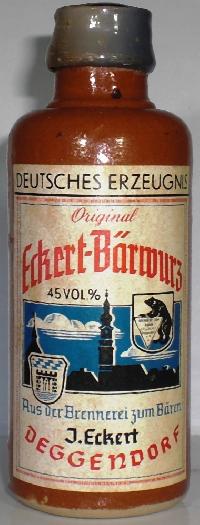 DEUTSCHES ERZEUGNIS
Original
Eckert-Bärwurz
45 VOL.%
Aus der Brennerei zum Bären
J. Eckert
DEGGENDORF